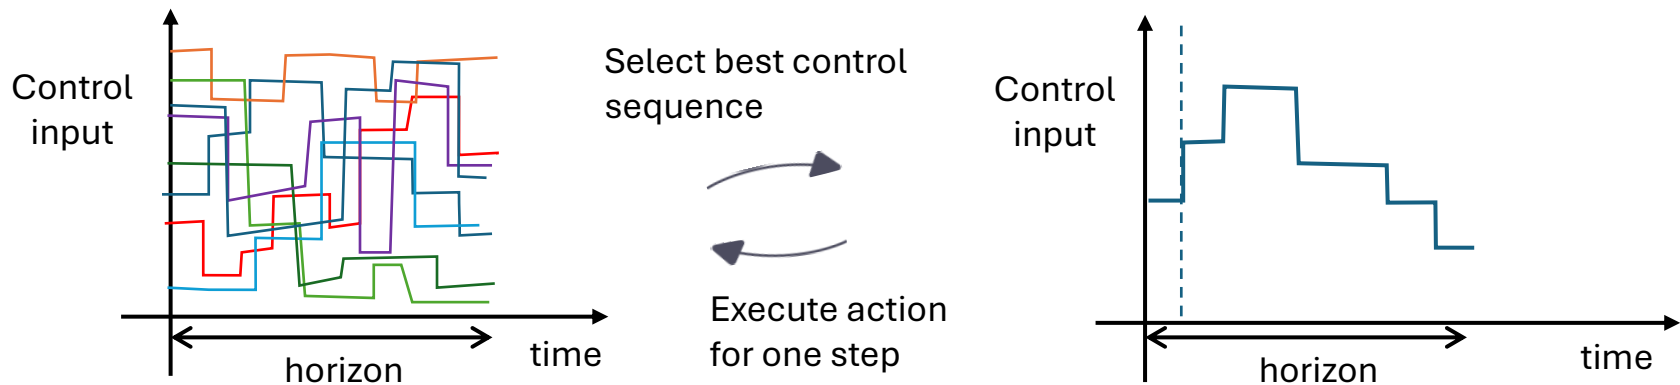 Control
input
horizon
time
Select best control
sequence
Execute action
for one step
Control
input
horizon
time